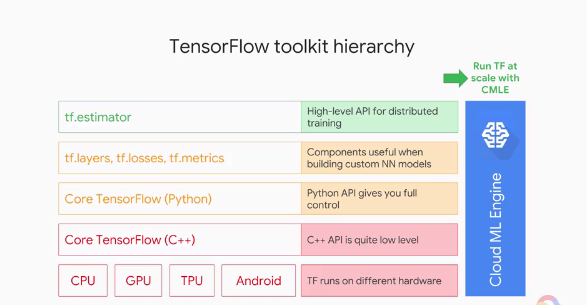 TensorFlow toolkit hierarchy
Run TF at
scale with
CMLE
tf.estimator
High-level API for distributed
training
tf.layers, tf.losses, tf.metrics
Components useful when
building custom NN models
Core TensorFlow (Python)
Python API gives you full
control
Core TensorFlow (C++)
C++ API is quite low level
CPU
GPU
TPU
Android
TF runs on different hardware
Cloud ML Engine